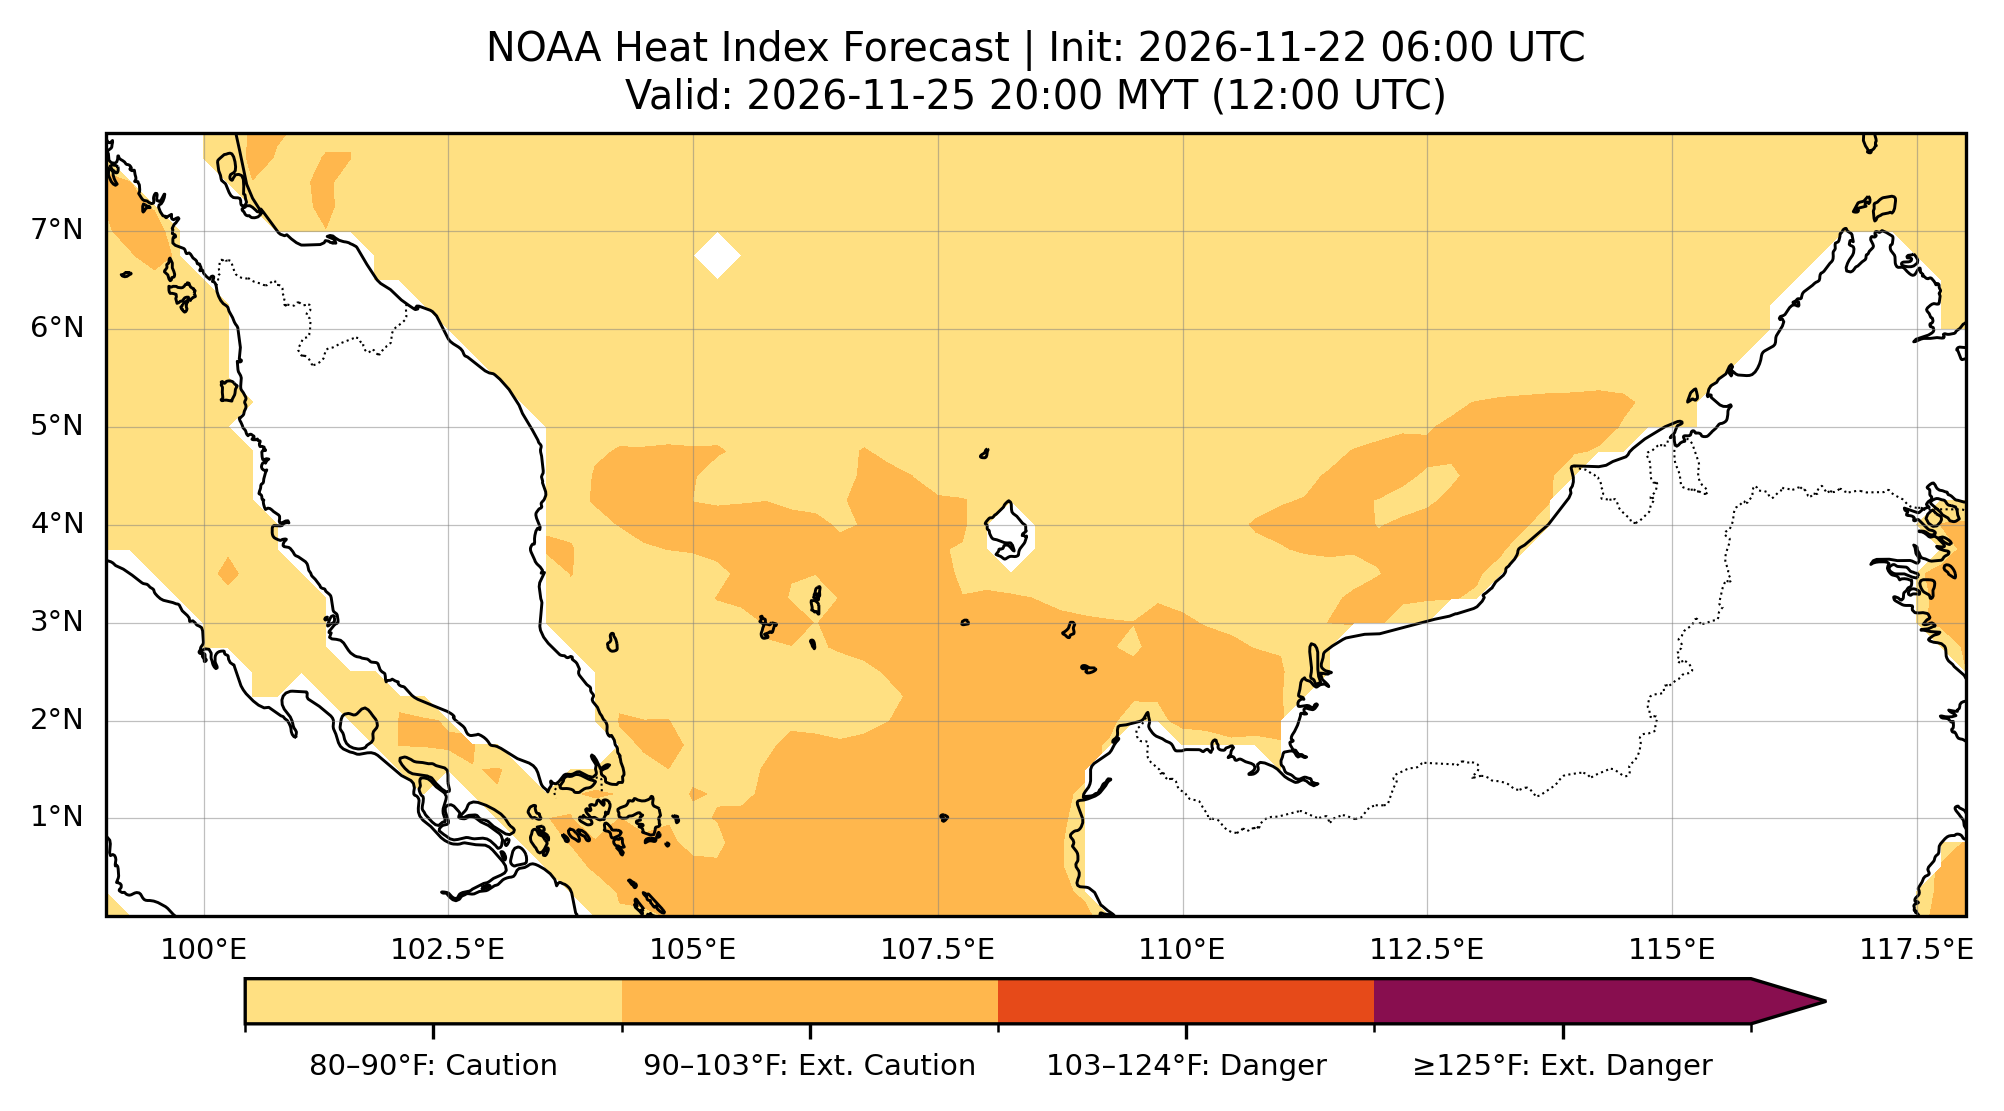 NOAA Heat Index Forecast | Init: 2026-11-22 06:00 UTC
Valid: 2026-11-25 20:00 MYT (12:00 UTC)
7°N
6°N
5°N
4°N
3°N
2°N
1°N
100°E
102.5°E
105°E
107.5°E
110°E
112.5°E
115°E
117.5°E
80–90°F: Caution
90–103°F: Ext. Caution
103–124°F: Danger
≥125°F: Ext. Danger